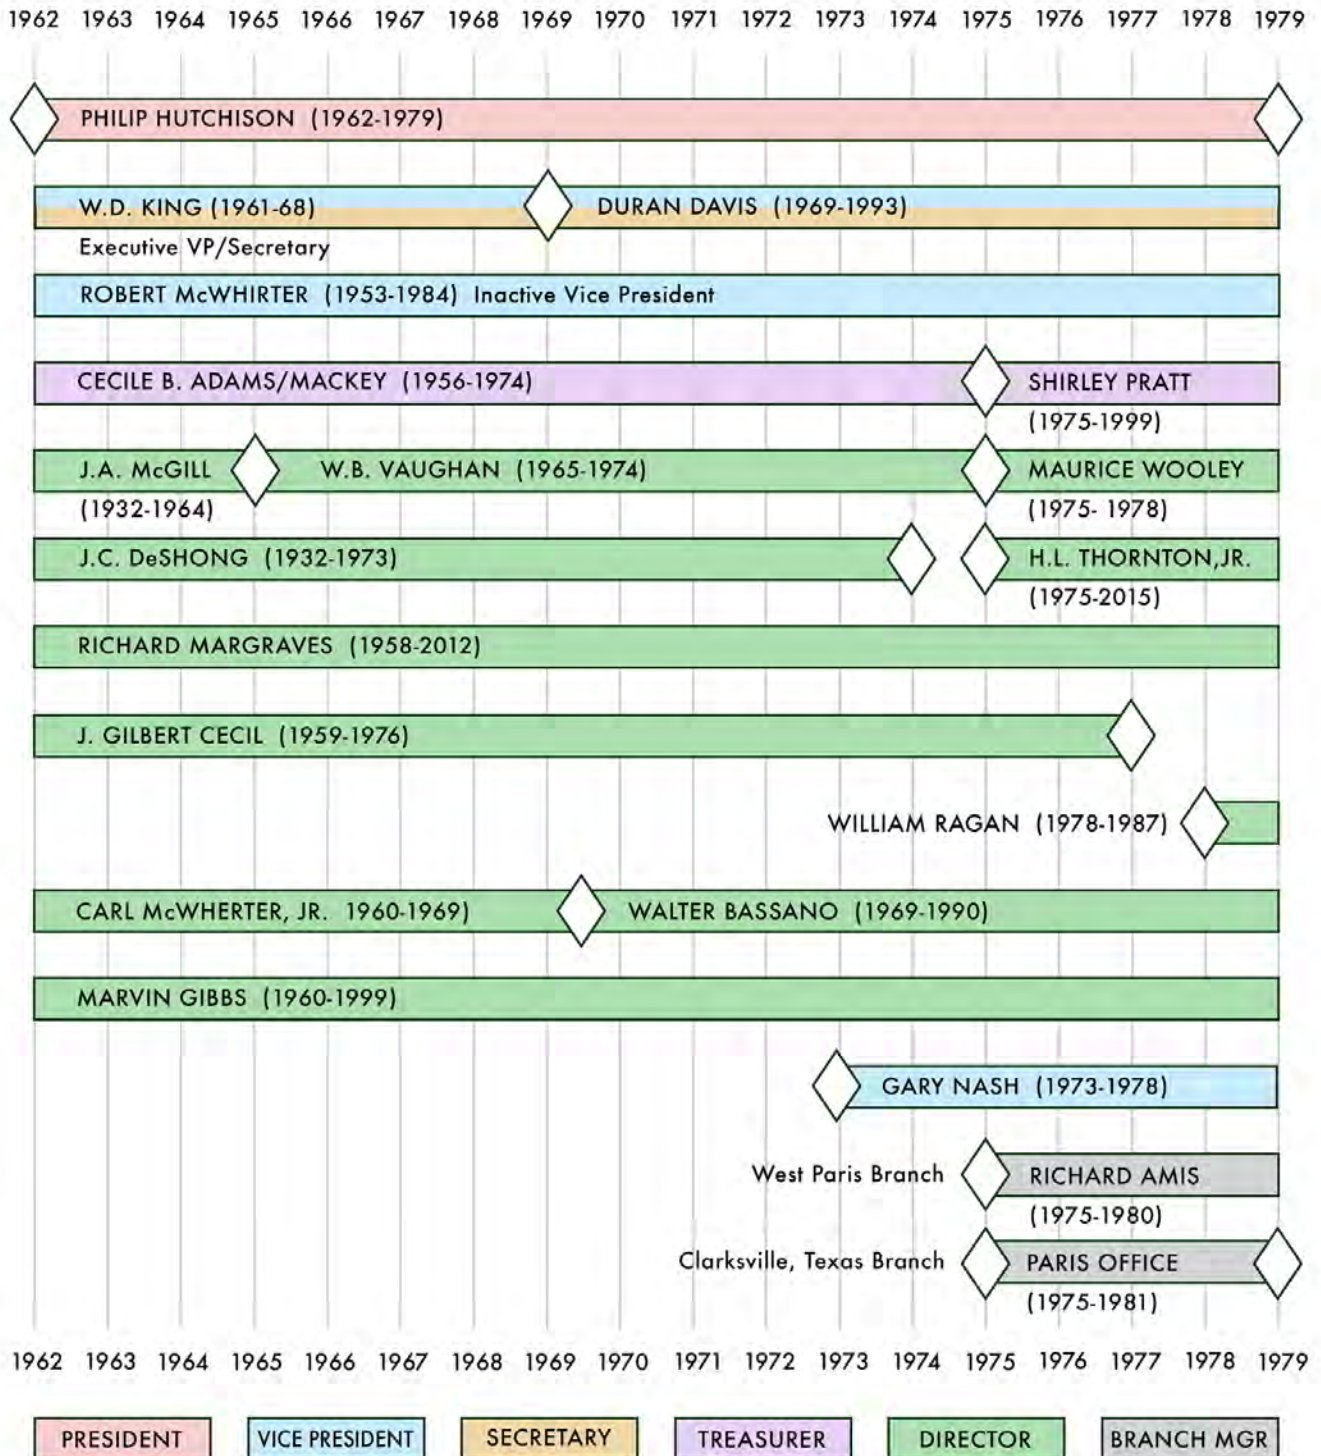 1962 1963 1964 1965 1966 1967 1968 1969 1970 1971 1972 1973 1974 1975 1976 1977 1978 1979
PHILIP HUTCHISON (1962-1979)
W.D. KING (1961-68) DURAN DAVIS (1969-1993)
Executive VP/Secretary
ROBERT McWHIRTER (1953-1984) Inactive Vice President
CECILE B. ADAMS/MACKEY (1956-1974) SHIRLEY PRATT
(1975-1999)
J.A. McGILL W.B. VAUGHAN (1965-1974) MAURICE WOOLEY
(1932-1964) (1975- 1978)
J.C. DeSHONG (1932-1973) H.L. THORNTON,JR.
(1975-2015)
RICHARD MARGRAVES (1958-2012)
J. GILBERT CECIL (1959-1976)
WILLIAM RAGAN (1978-1987)
CARL McWHERTER, JR. 1960-1969) WALTER BASSANO (1969-1990)
MARVIN GIBBS (1960-1999)
GARY NASH (1973-1978)
West Paris Branch RICHARD AMIS
(1975-1980)
Clarksville, Texas Branch PARIS OFFICE
(1975-1981)
1962 1963 1964 1965 1966 1967 1968 1969 1970 1971 1972 1973 1974 1975 1976 1977 1978 1979
PRESIDENT VICE PRESIDENT SECRETARY TREASURER DIRECTOR BRANCH MGR